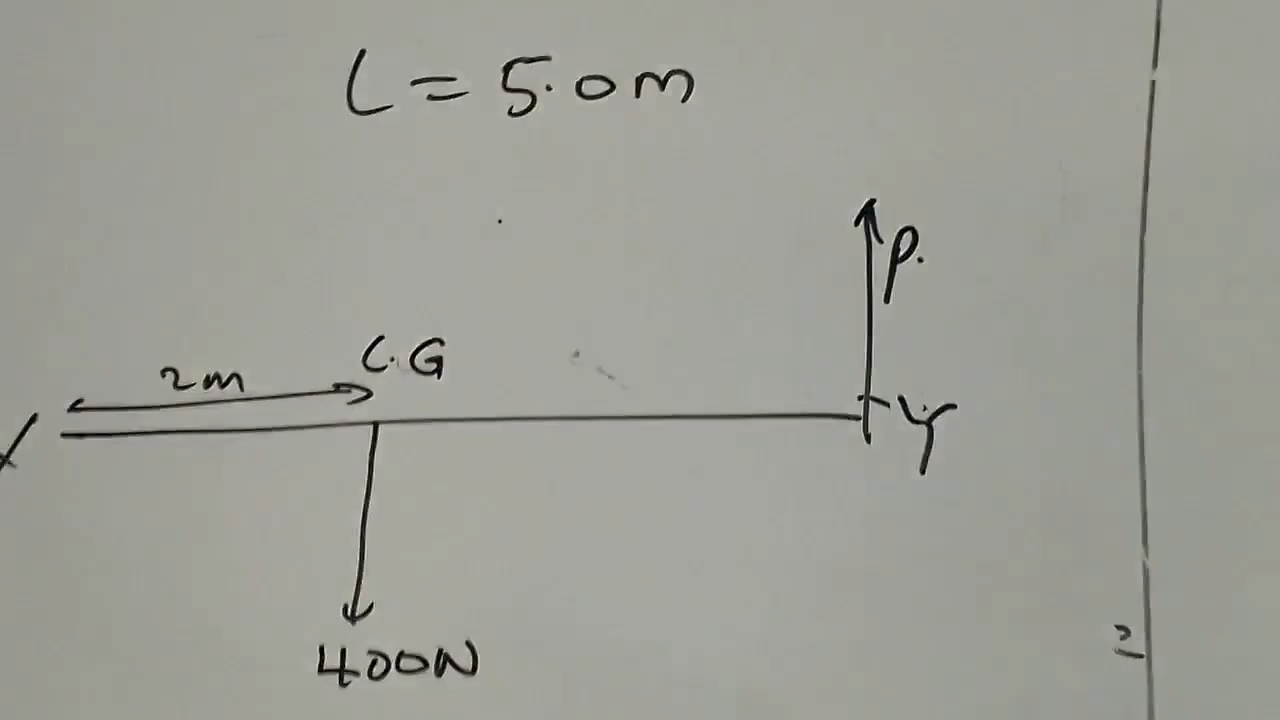 L = 5.0m
P.
C.G
2m
X
Y
400N
=